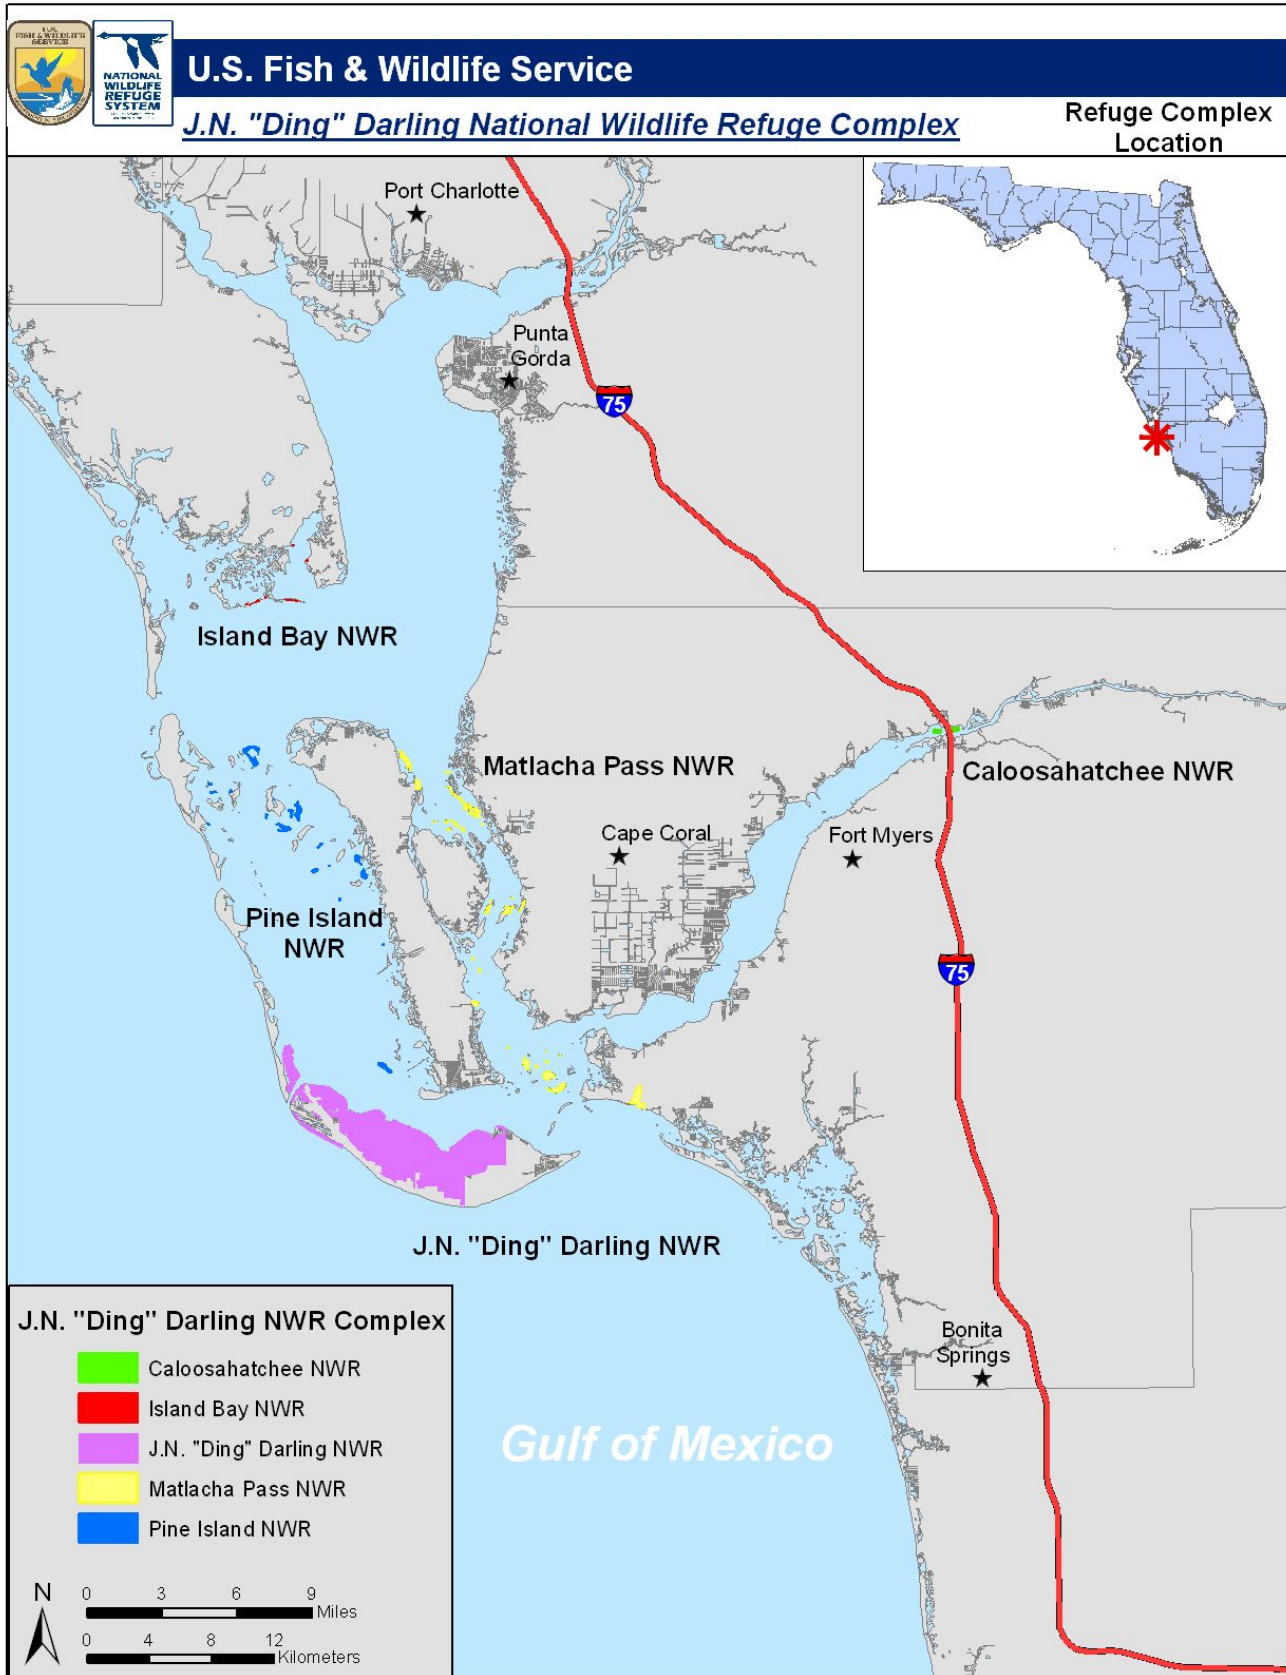 U.S.
FISH & WILDLIFE
SERVICE
NATIONAL
WILDLIFE
REFUGE
SYSTEM
U.S. Fish & Wildlife Service
J.N. "Ding" Darling National Wildlife Refuge Complex
Refuge Complex
Location
Port Charlotte
Punta
Gorda
75
Island Bay NWR
Matlacha Pass NWR
Caloosahatchee NWR
Cape Coral
Fort Myers
Pine Island
NWR
75
J.N. "Ding" Darling NWR
Bonita
Springs
Gulf of Mexico
J.N. "Ding" Darling NWR Complex
Caloosahatchee NWR
Island Bay NWR
J.N. "Ding" Darling NWR
Matlacha Pass NWR
Pine Island NWR
N
0 3 6 9
Miles
0 4 8 12
Kilometers